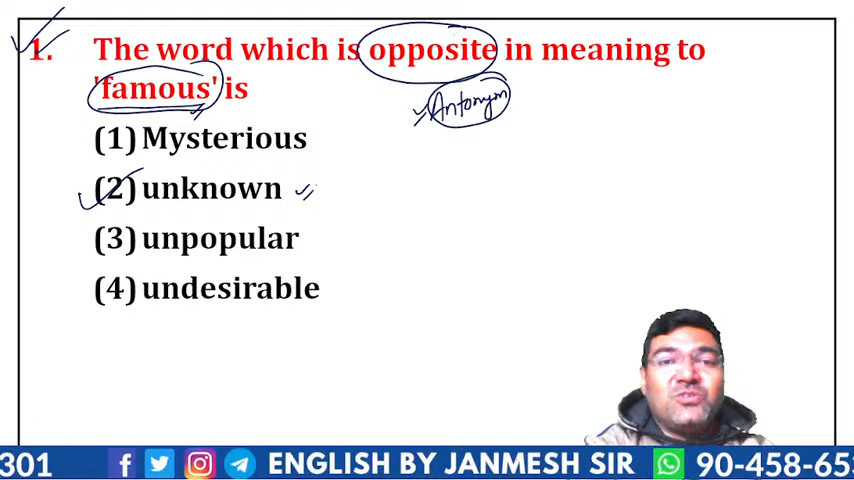 1. The word which is opposite in meaning to
'famous' is
Antonym
(1) Mysterious
(2) unknown
(3) unpopular
(4) undesirable
301 ENGLISH BY JANMESH SIR 90-458-653